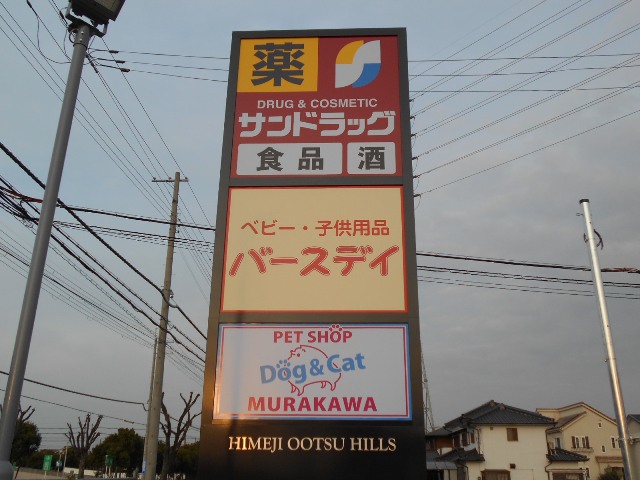 薬
DRUG & COSMETIC
サンドラッグ
食品 酒
ベビー・子供用品
バースデイ
PET SHOP
Dog & Cat
MURAKAWA
HIMEJI OOTSU HILLS